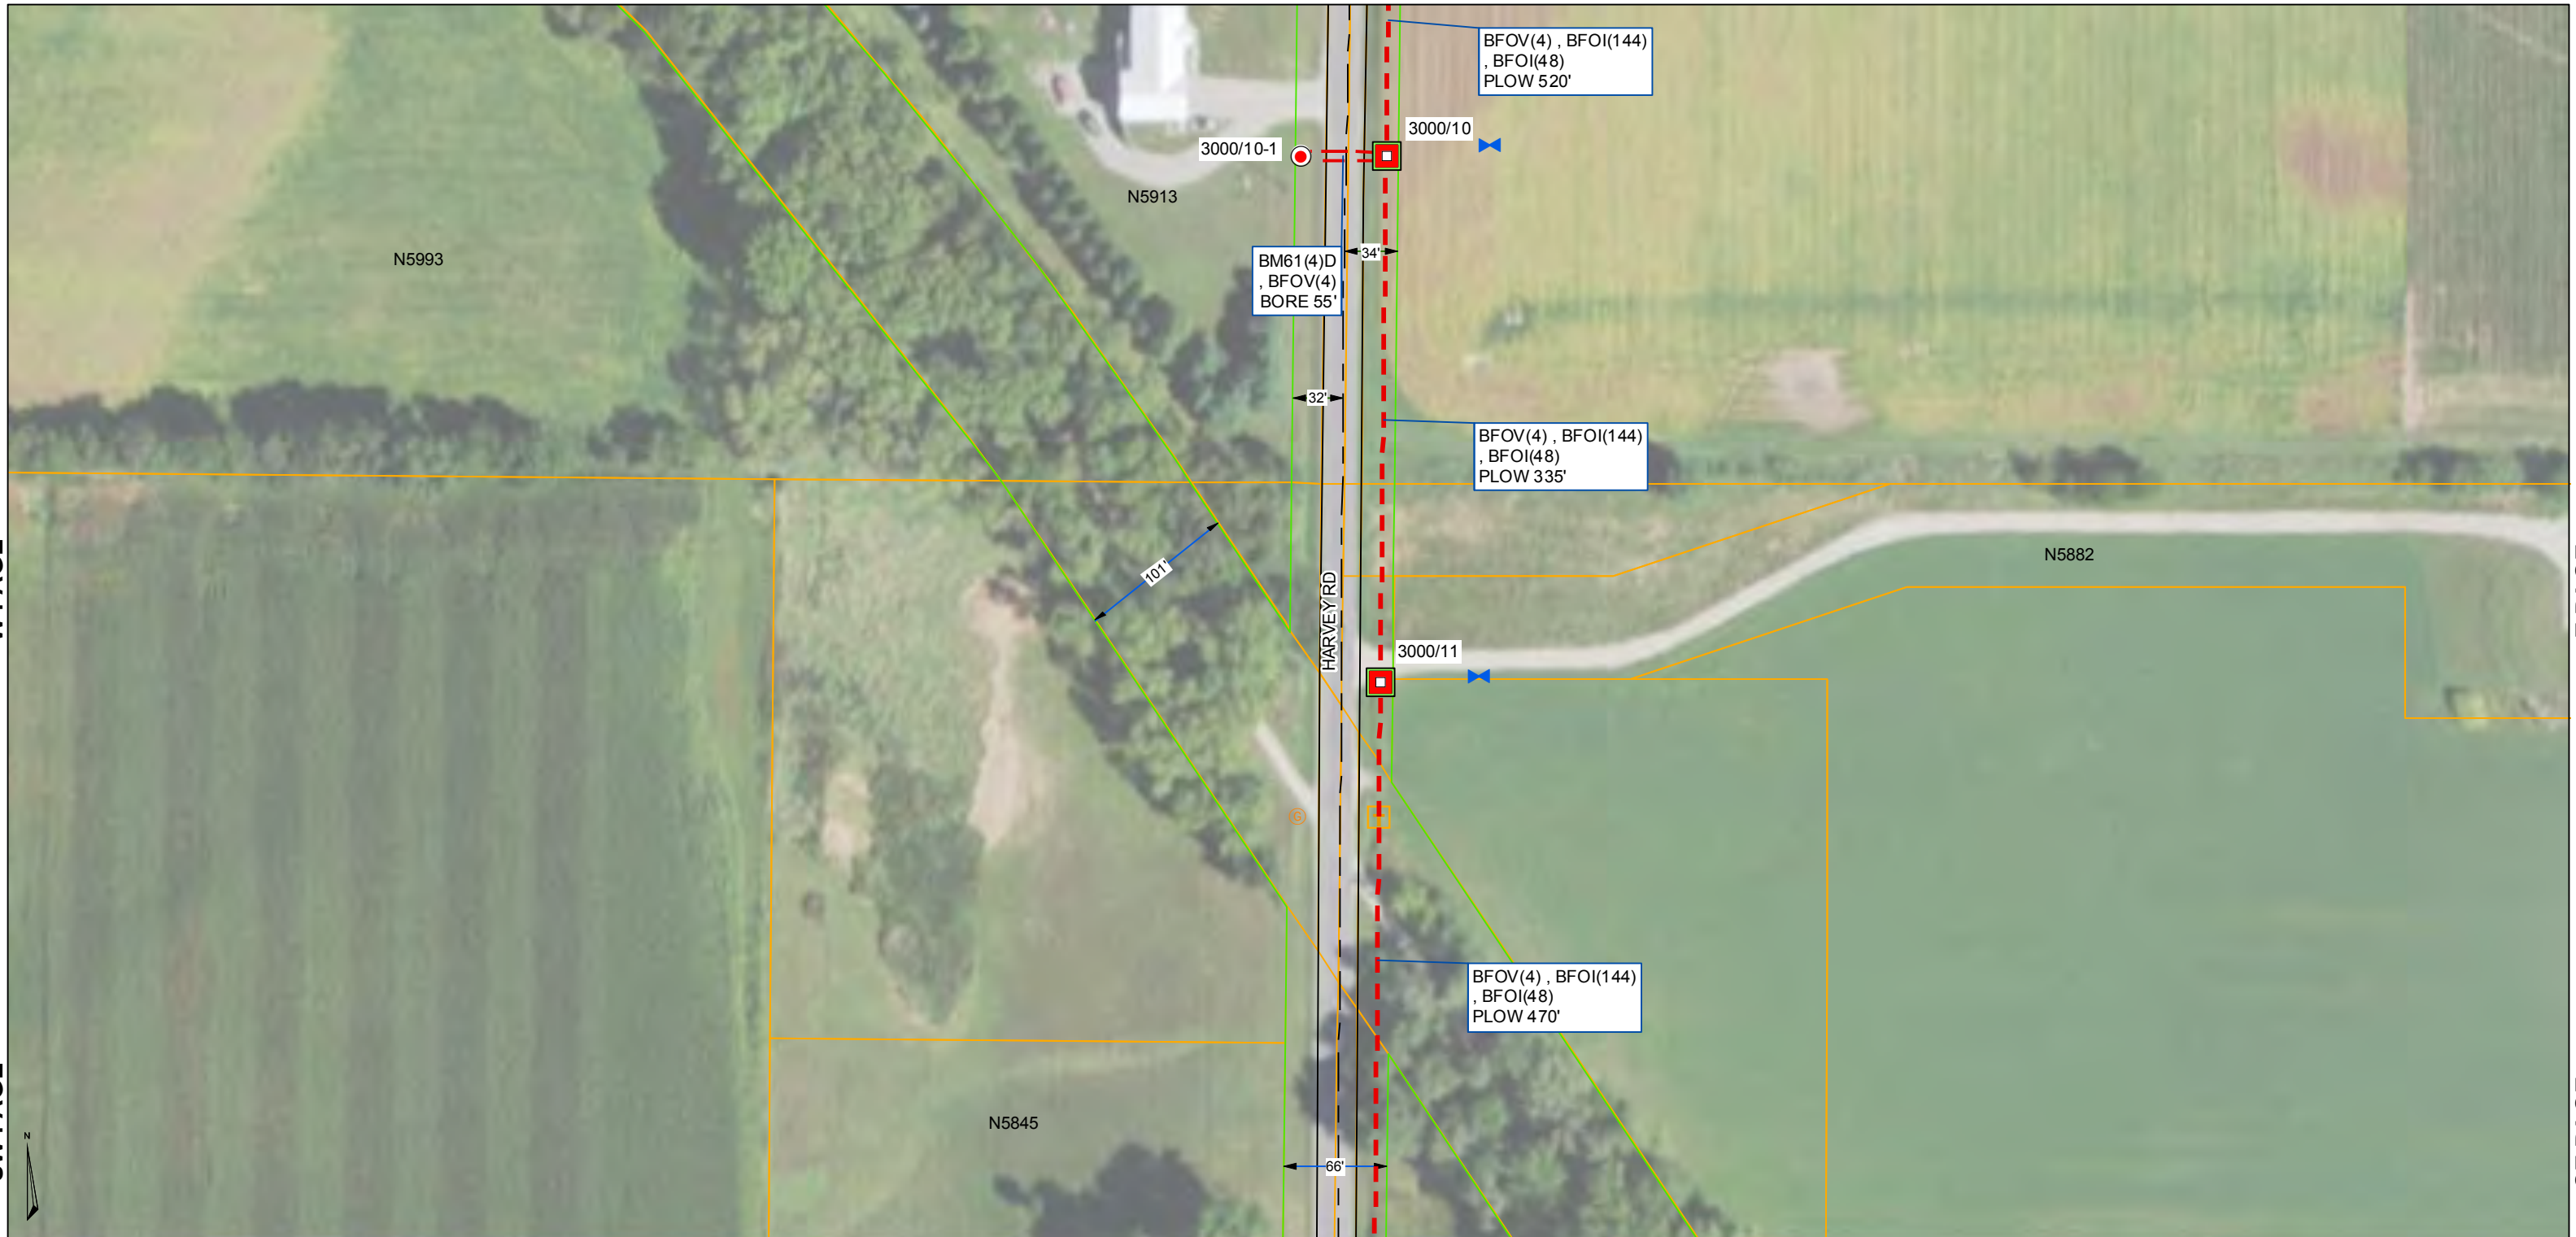 BFOV(4) , BFOI(144)
, BFOI(48)
PLOW 520'
3000/10
3000/10-1
N5913
N5993
BM61(4)D
, BFOV(4)
BORE 55'
34'
32'
BFOV(4) , BFOI(144)
, BFOI(48)
PLOW 335'
101'
HARVEY RD
N5882
3000/11
BFOV(4) , BFOI(144)
, BFOI(48)
PLOW 470'
N5845
N
66'